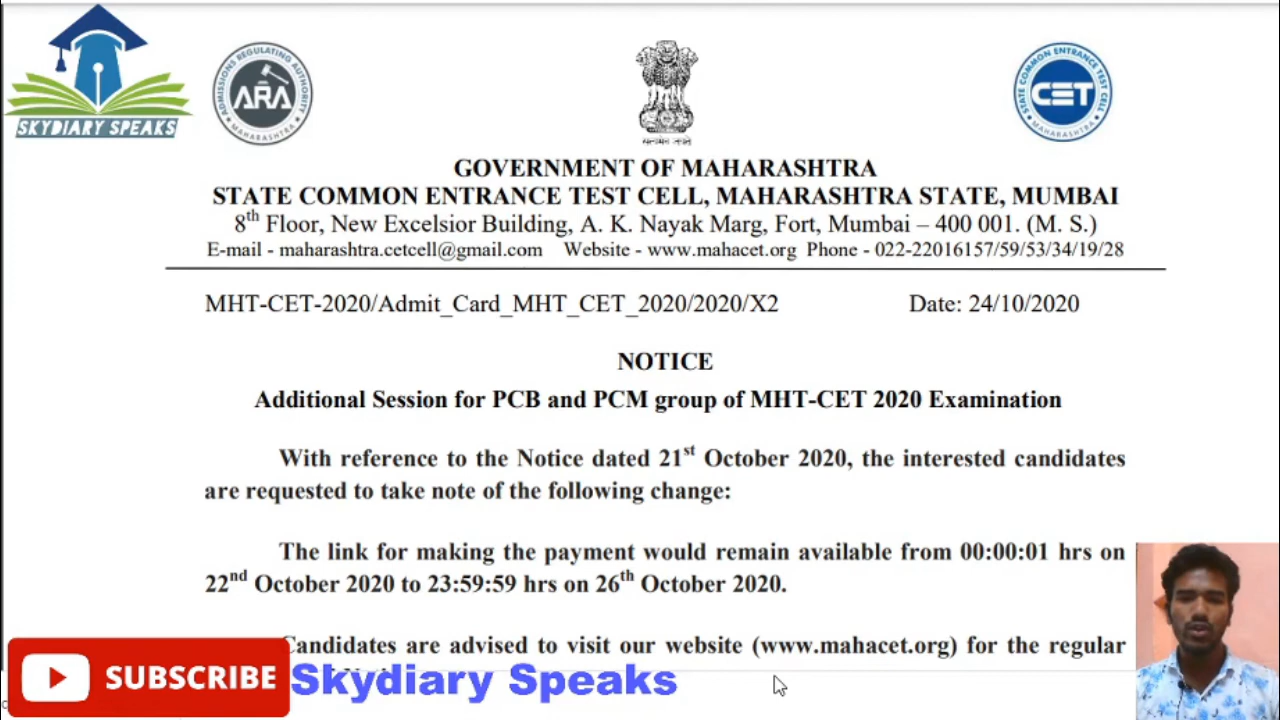 SKYDIARY SPEAKS
ADMISSIONS REGULATING AUTHORITY
ARA
MAHARASHTRA
STATE COMMON ENTRANCE TEST CELL
CET
MAHARASHTRA
GOVERNMENT OF MAHARASHTRA
STATE COMMON ENTRANCE TEST CELL, MAHARASHTRA STATE, MUMBAI
8th Floor, New Excelsior Building, A. K. Nayak Marg, Fort, Mumbai – 400 001. (M. S.)
E-mail - maharashtra.cetcell@gmail.com Website - www.mahacet.org Phone - 022-22016157/59/53/34/19/28
MHT-CET-2020/Admit_Card_MHT_CET_2020/2020/X2 Date: 24/10/2020
NOTICE
Additional Session for PCB and PCM group of MHT-CET 2020 Examination
With reference to the Notice dated 21st October 2020, the interested candidates
are requested to take note of the following change:
The link for making the payment would remain available from 00:00:01 hrs on
22nd October 2020 to 23:59:59 hrs on 26th October 2020.
Candidates are advised to visit our website (www.mahacet.org) for the regular
SUBSCRIBE Skydiary Speaks